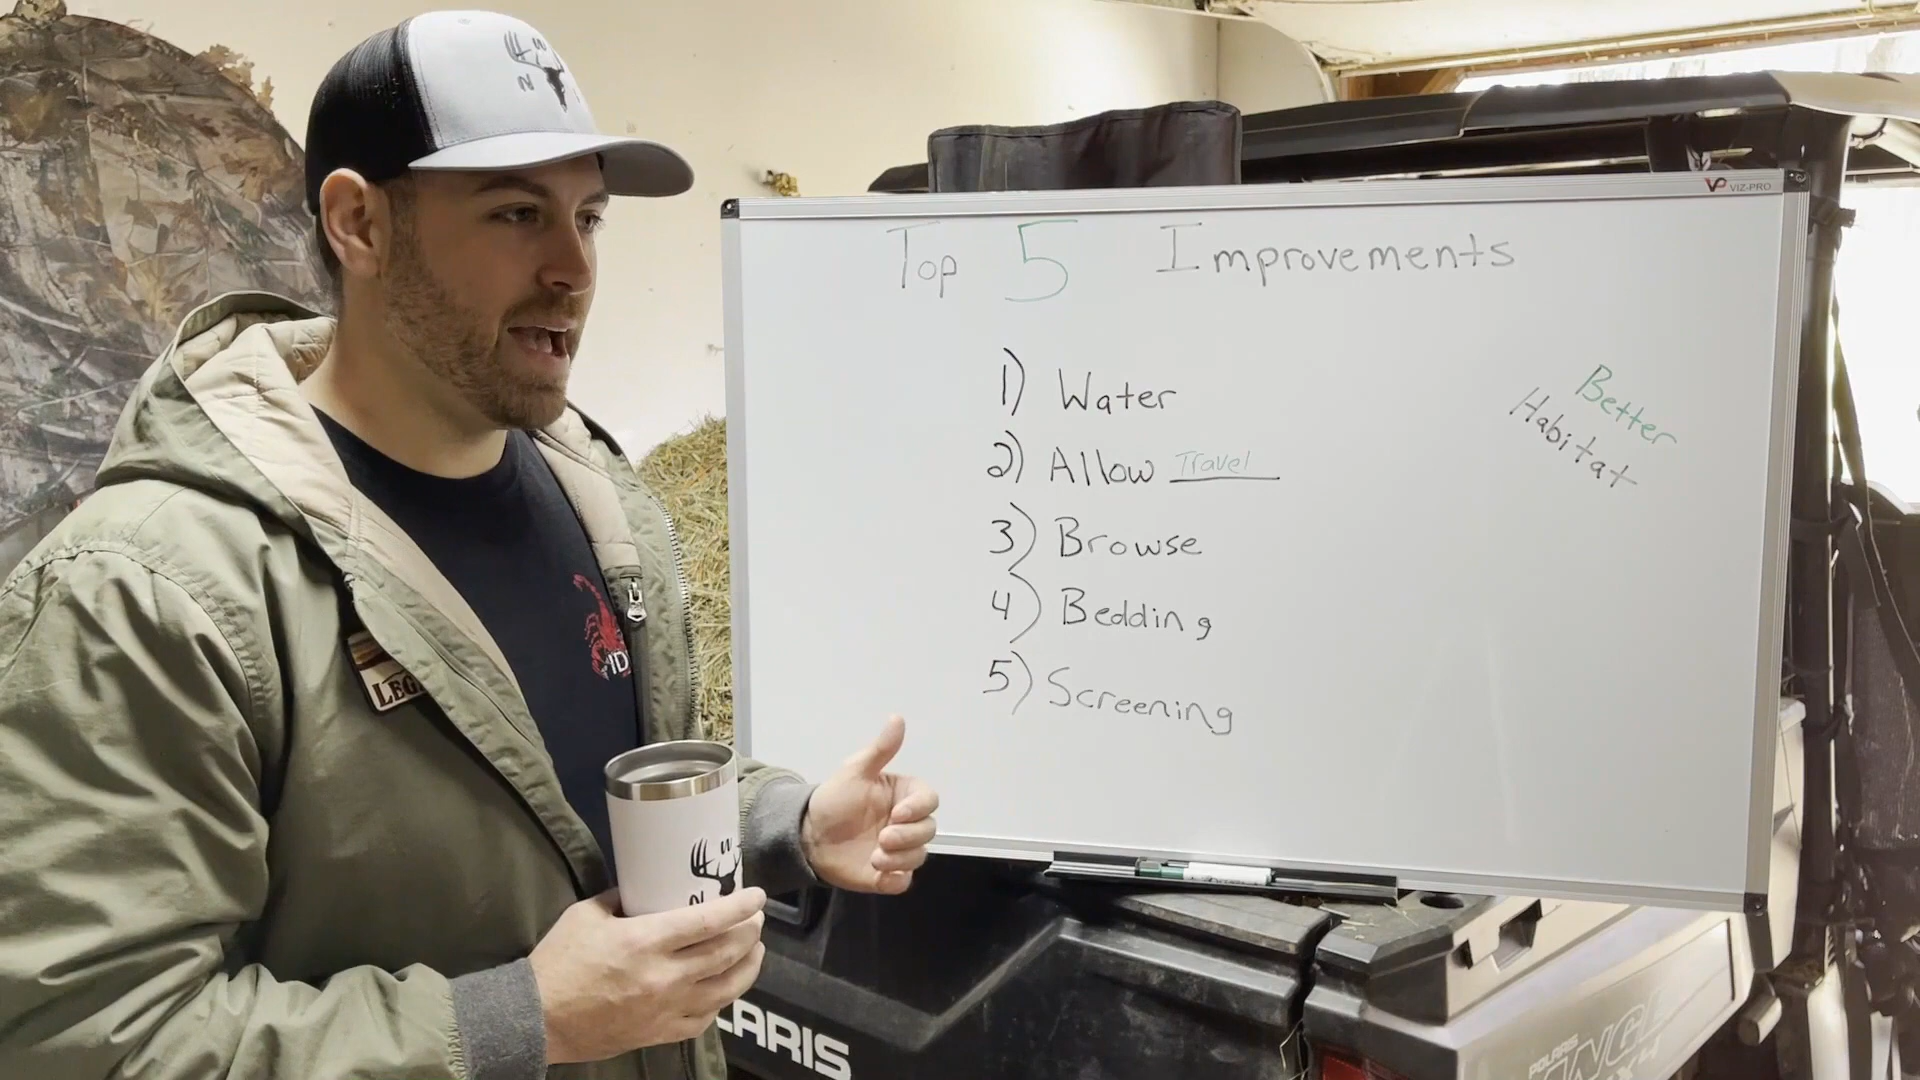 VP VIZ-PRO
Top 5 Improvements
1) Water
2) Allow Travel
3) Browse
4) Bedding
5) Screening
Better
Habitat
W
N
W
N
LARIS
POLARIS